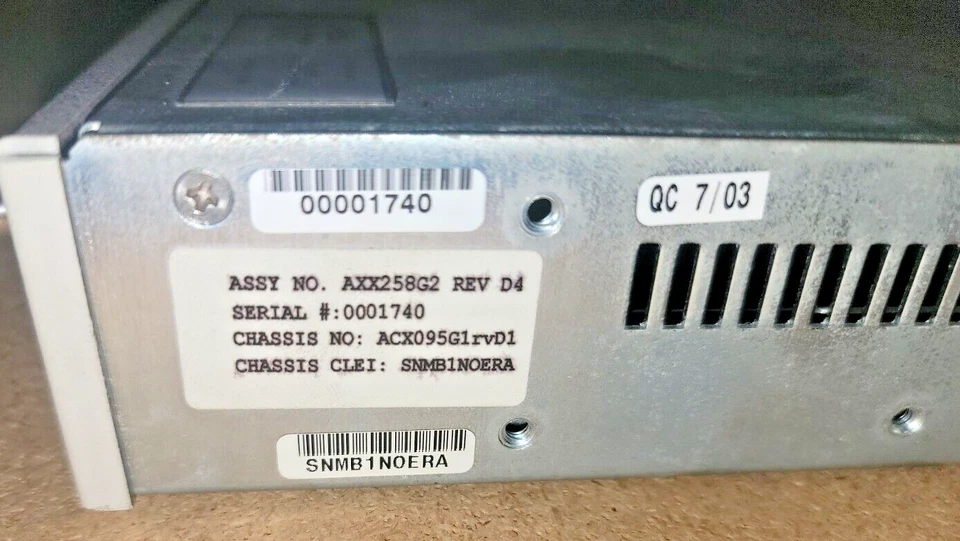 00001740
QC 7/03
ASSY NO. AXX258G2 REV D4
SERIAL #:0001740
CHASSIS NO: ACX095G1rvD1
CHASSIS CLEI: SNMB1NOERA
SNMB1NOERA